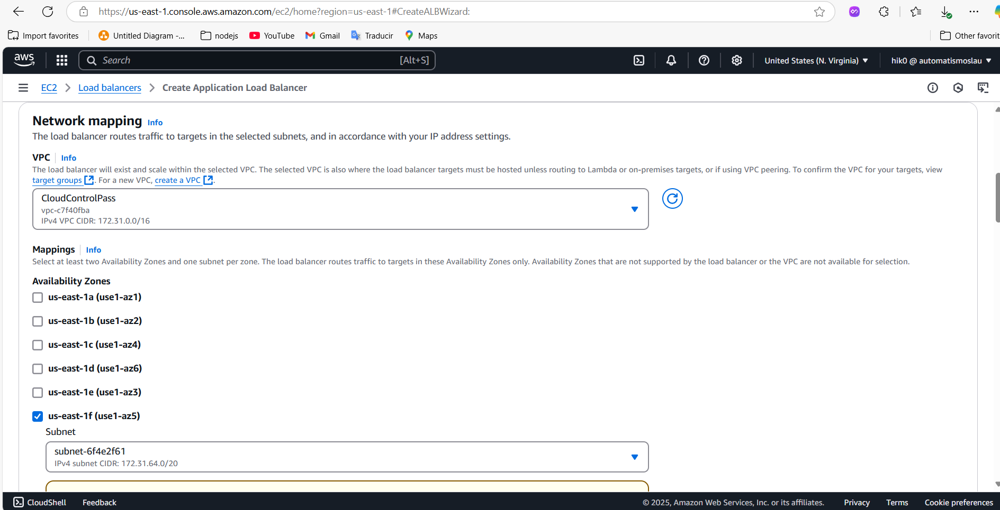 https://us-east-1.console.aws.amazon.com/ec2/home?region=us-east-1#CreateALBWizard:
Import favorites
Untitled Diagram -...
nodejs
YouTube
Gmail
Traducir
Maps
Other favorit
aws
Search
[Alt+S]
United States (N. Virginia)
hik0 @ automatismoslau
EC2
Load balancers
Create Application Load Balancer
Network mapping Info
The load balancer routes traffic to targets in the selected subnets, and in accordance with your IP address settings.
VPC Info
The load balancer will exist and scale within the selected VPC. The selected VPC is also where the load balancer targets must be hosted unless routing to Lambda or on-premises targets, or if using VPC peering. To confirm the VPC for your targets, view
target groups. For a new VPC, create a VPC.
CloudControlPass
vpc-c7f40fba
IPv4 VPC CIDR: 172.31.0.0/16
Mappings Info
Select at least two Availability Zones and one subnet per zone. The load balancer routes traffic to targets in these Availability Zones only. Availability Zones that are not supported by the load balancer or the VPC are not available for selection.
Availability Zones
us-east-1a (use1-az1)
us-east-1b (use1-az2)
us-east-1c (use1-az4)
us-east-1d (use1-az6)
us-east-1e (use1-az3)
us-east-1f (use1-az5)
Subnet
subnet-6f4e2f61
IPv4 subnet CIDR: 172.31.64.0/20
CloudShell
Feedback
© 2025, Amazon Web Services, Inc. or its affiliates.
Privacy
Terms
Cookie preferences